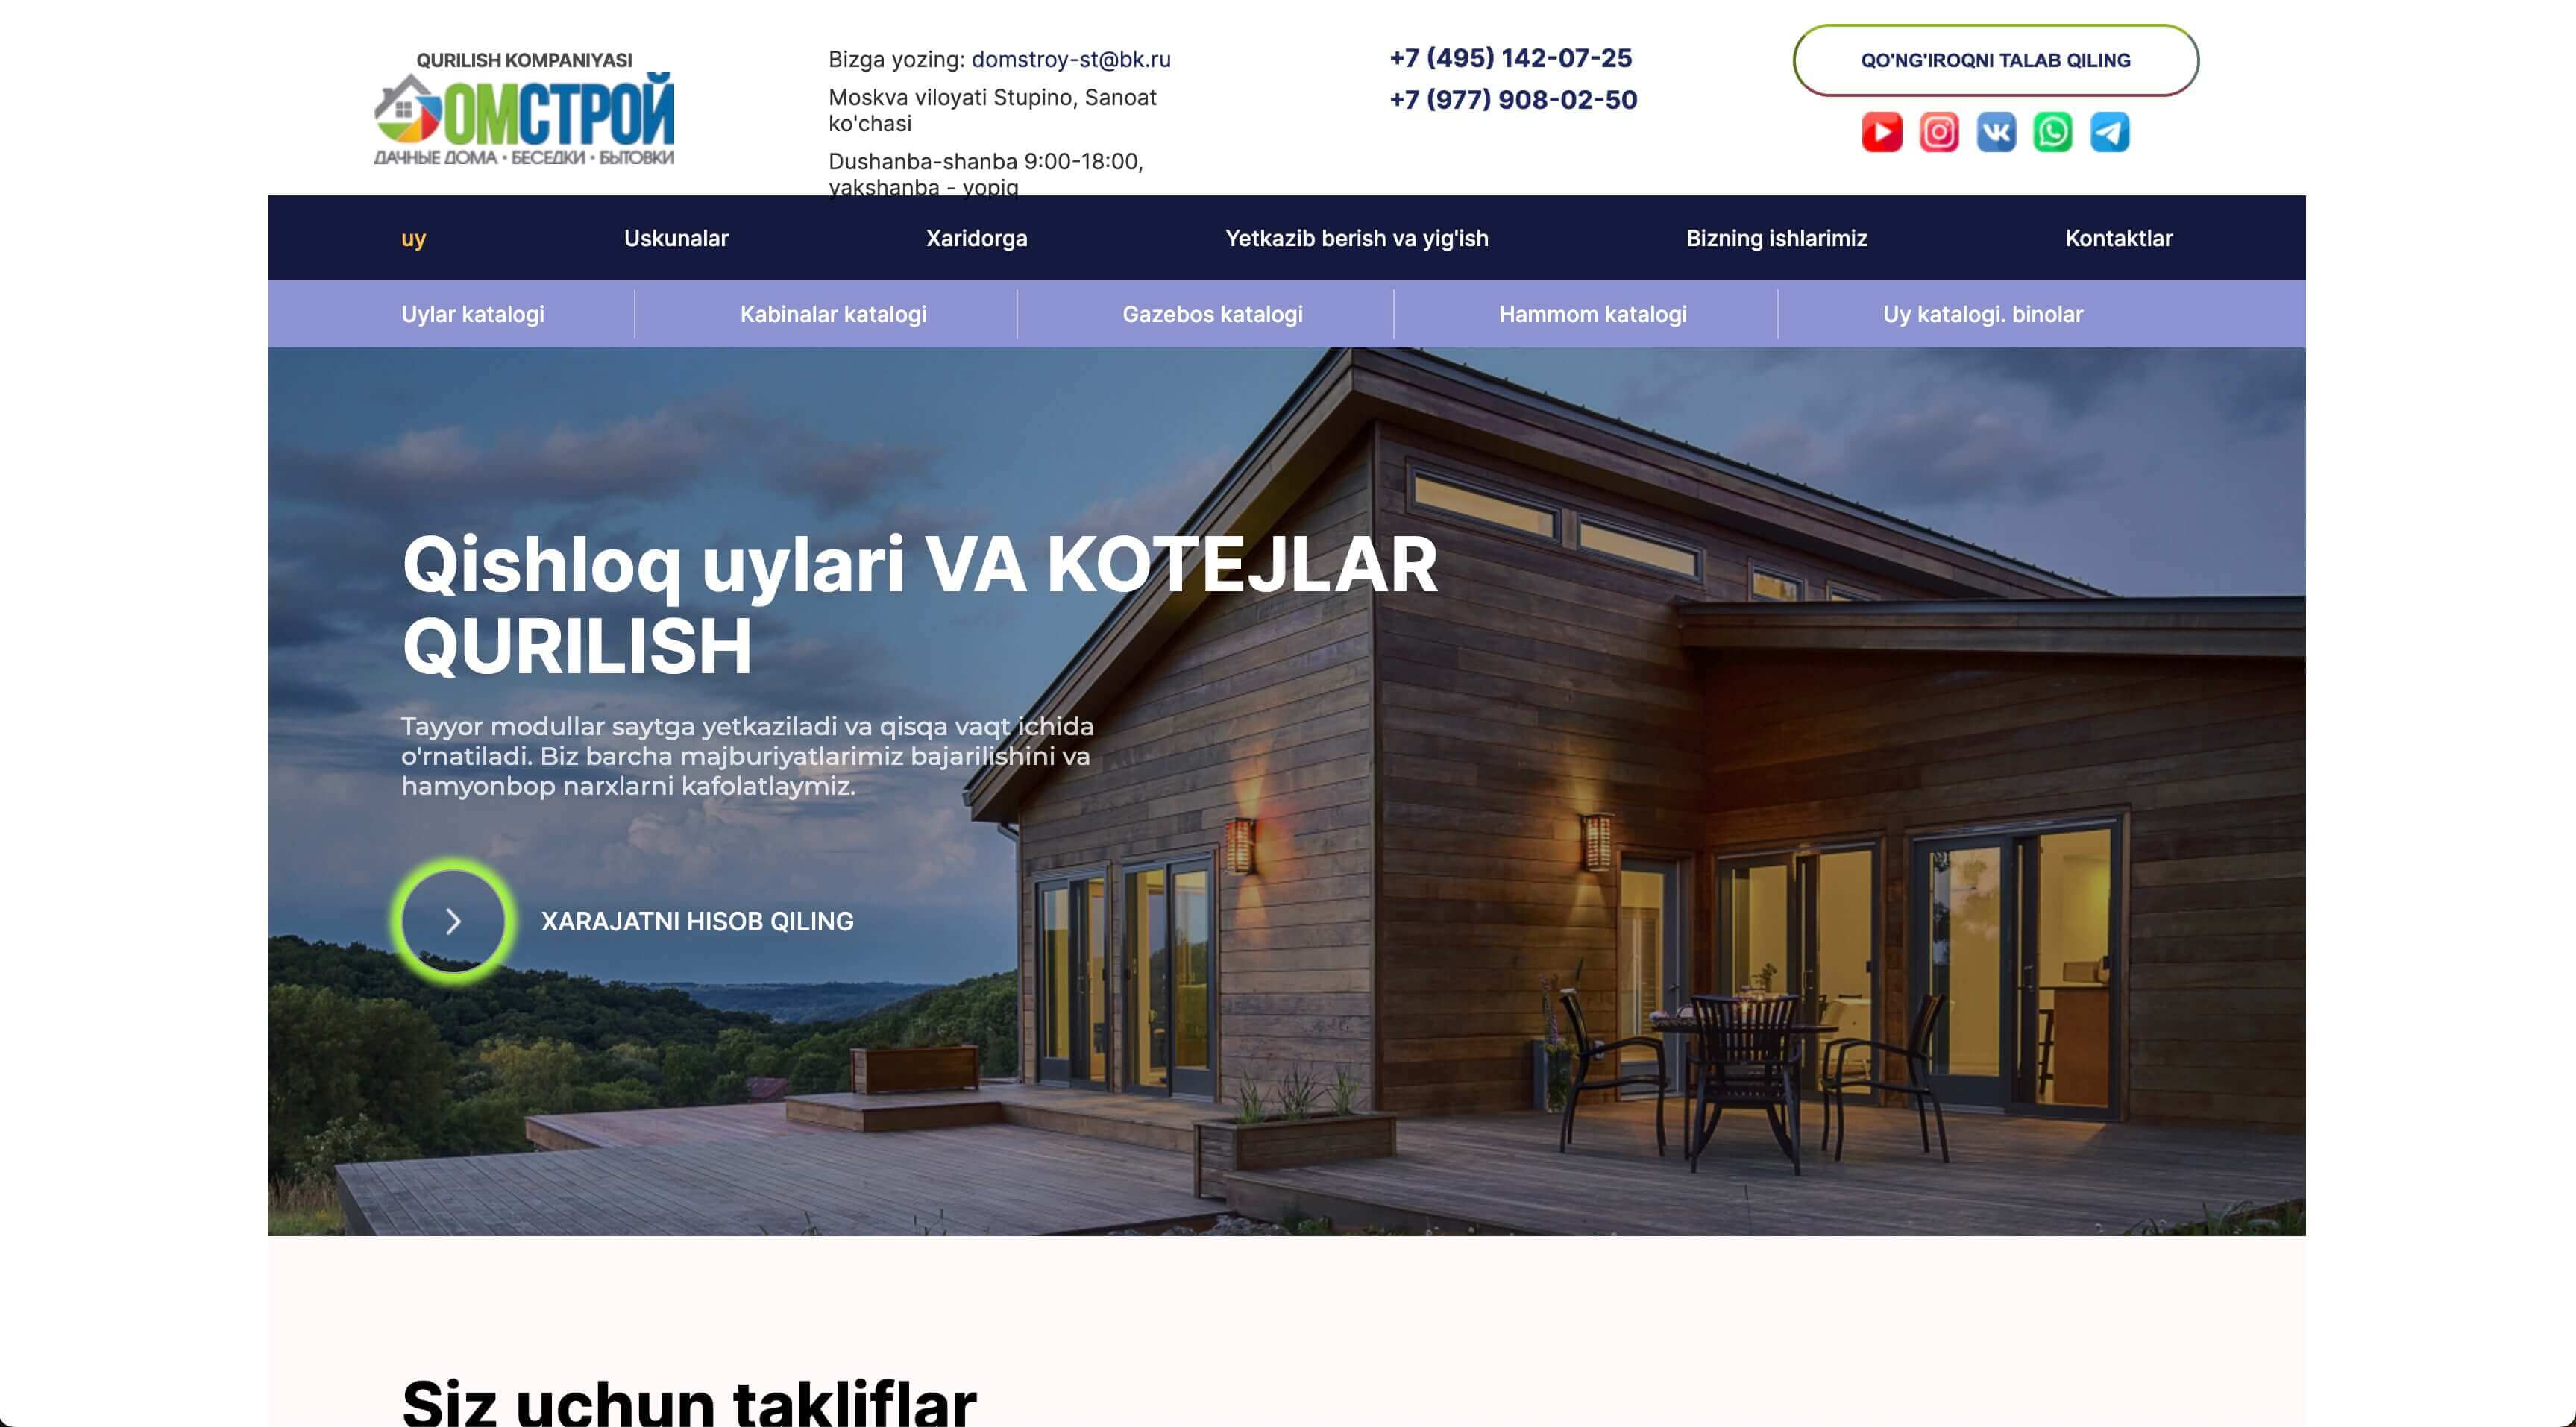 QURILISH KOMPANIYASI
ДОМСТРОЙ
ДАЧНЫЕ ДОМА • БЕСЕДКИ • БЫТОВКИ
Bizga yozing: domstroy-st@bk.ru
Moskva viloyati Stupino, Sanoat
ko'chasi
Dushanba-shanba 9:00-18:00,
yakshanba - yopiq
+7 (495) 142-07-25
+7 (977) 908-02-50
QO'NG'IROQNI TALAB QILING
uy Uskunalar Xaridorga Yetkazib berish va yig'ish Bizning ishlarimiz Kontaktlar
Uylar katalogi Kabinalar katalogi Gazebos katalogi Hammom katalogi Uy katalogi. binolar
Qishloq uylari VA KOTEJLAR
QURILISH
Tayyor modullar saytga yetkaziladi va qisqa vaqt ichida
o'rnatiladi. Biz barcha majburiyatlarimiz bajarilishini va
hamyonbop narxlarni kafolatlaymiz.
XARAJATNI HISOB QILING
Siz uchun takliflar